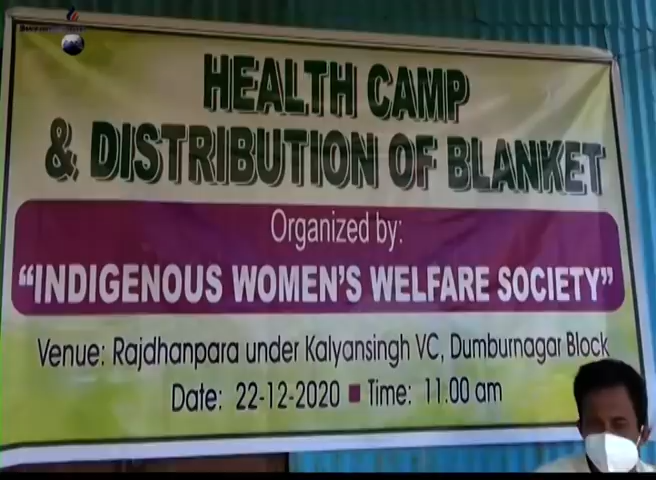 HEALTH CAMP
& DISTRIBUTION OF BLANKET
Organized by:
“INDIGENOUS WOMEN’S WELFARE SOCIETY”
Venue: Rajdhanpara under Kalyansingh VC, Dumburnagar Block
Date: 22-12-2020 ■ Time: 11.00 am